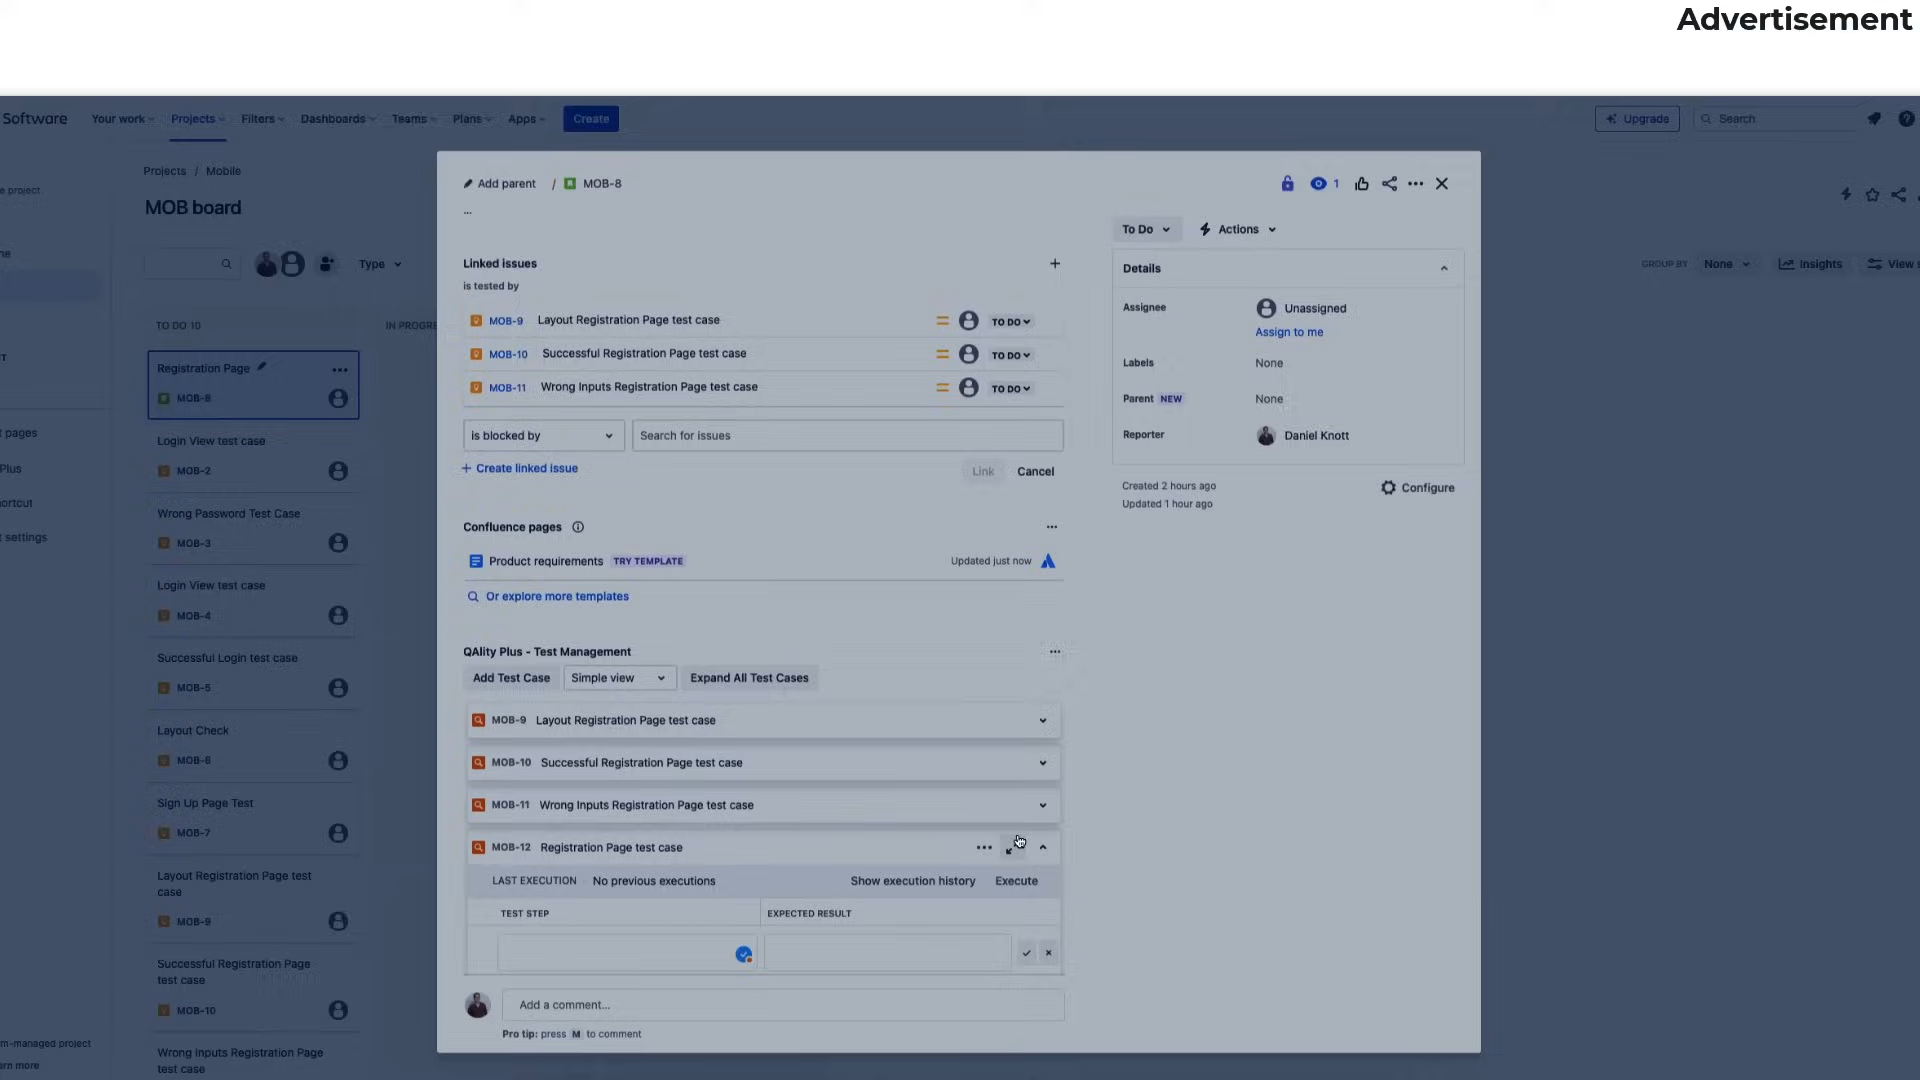 Advertisement
Software Your work Projects Filters Dashboards Teams Plans Apps Create Upgrade Search
Projects / Mobile
MOB board
Type
GROUP BY None Insights View s
TO DO 10 IN PROGRE
Registration Page
MOB-8
Login View test case
MOB-2
Wrong Password Test Case
MOB-3
Login View test case
MOB-4
Successful Login test case
MOB-5
Layout Check
MOB-6
Sign Up Page Test
MOB-7
Layout Registration Page test
case
MOB-9
Successful Registration Page
test case
MOB-10
Wrong Inputs Registration Page
test case
e project
ne
T
t pages
Plus
ortcut
t settings
m-managed project
arn more
Add parent / MOB-8
1
...
Linked issues
is tested by
MOB-9 Layout Registration Page test case TO DO
MOB-10 Successful Registration Page test case TO DO
MOB-11 Wrong Inputs Registration Page test case TO DO
is blocked by Search for issues
+ Create linked issue Link Cancel
Confluence pages
Product requirements TRY TEMPLATE Updated just now
Or explore more templates
QAlity Plus - Test Management
Add Test Case Simple view Expand All Test Cases
MOB-9 Layout Registration Page test case
MOB-10 Successful Registration Page test case
MOB-11 Wrong Inputs Registration Page test case
MOB-12 Registration Page test case
LAST EXECUTION No previous executions Show execution history Execute
TEST STEP EXPECTED RESULT
Add a comment...
Pro tip: press M to comment
To Do Actions
Details
Assignee Unassigned
Assign to me
Labels None
Parent NEW None
Reporter Daniel Knott
Created 2 hours ago Configure
Updated 1 hour ago